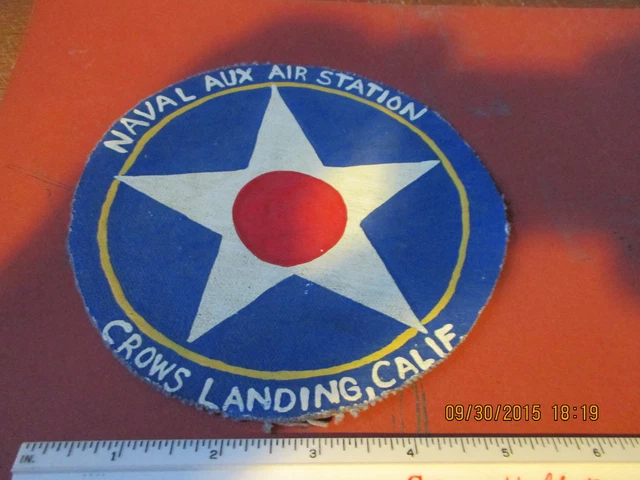 NAVAL AUX AIR STATION
CROWS LANDING, CALIF.
09/30/2015 18:19
IN. 1 2 3 4 5 6